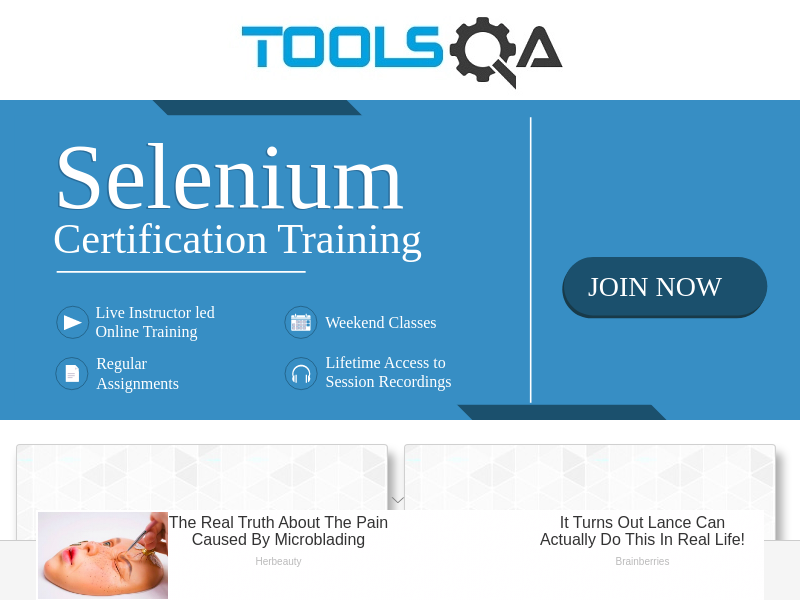 TOOLSQA
Selenium
Certification Training
Live Instructor led
Online Training
Weekend Classes
Regular
Assignments
Lifetime Access to
Session Recordings
JOIN NOW
The Real Truth About The Pain
Caused By Microblading
Herbeauty
It Turns Out Lance Can
Actually Do This In Real Life!
Brainberries